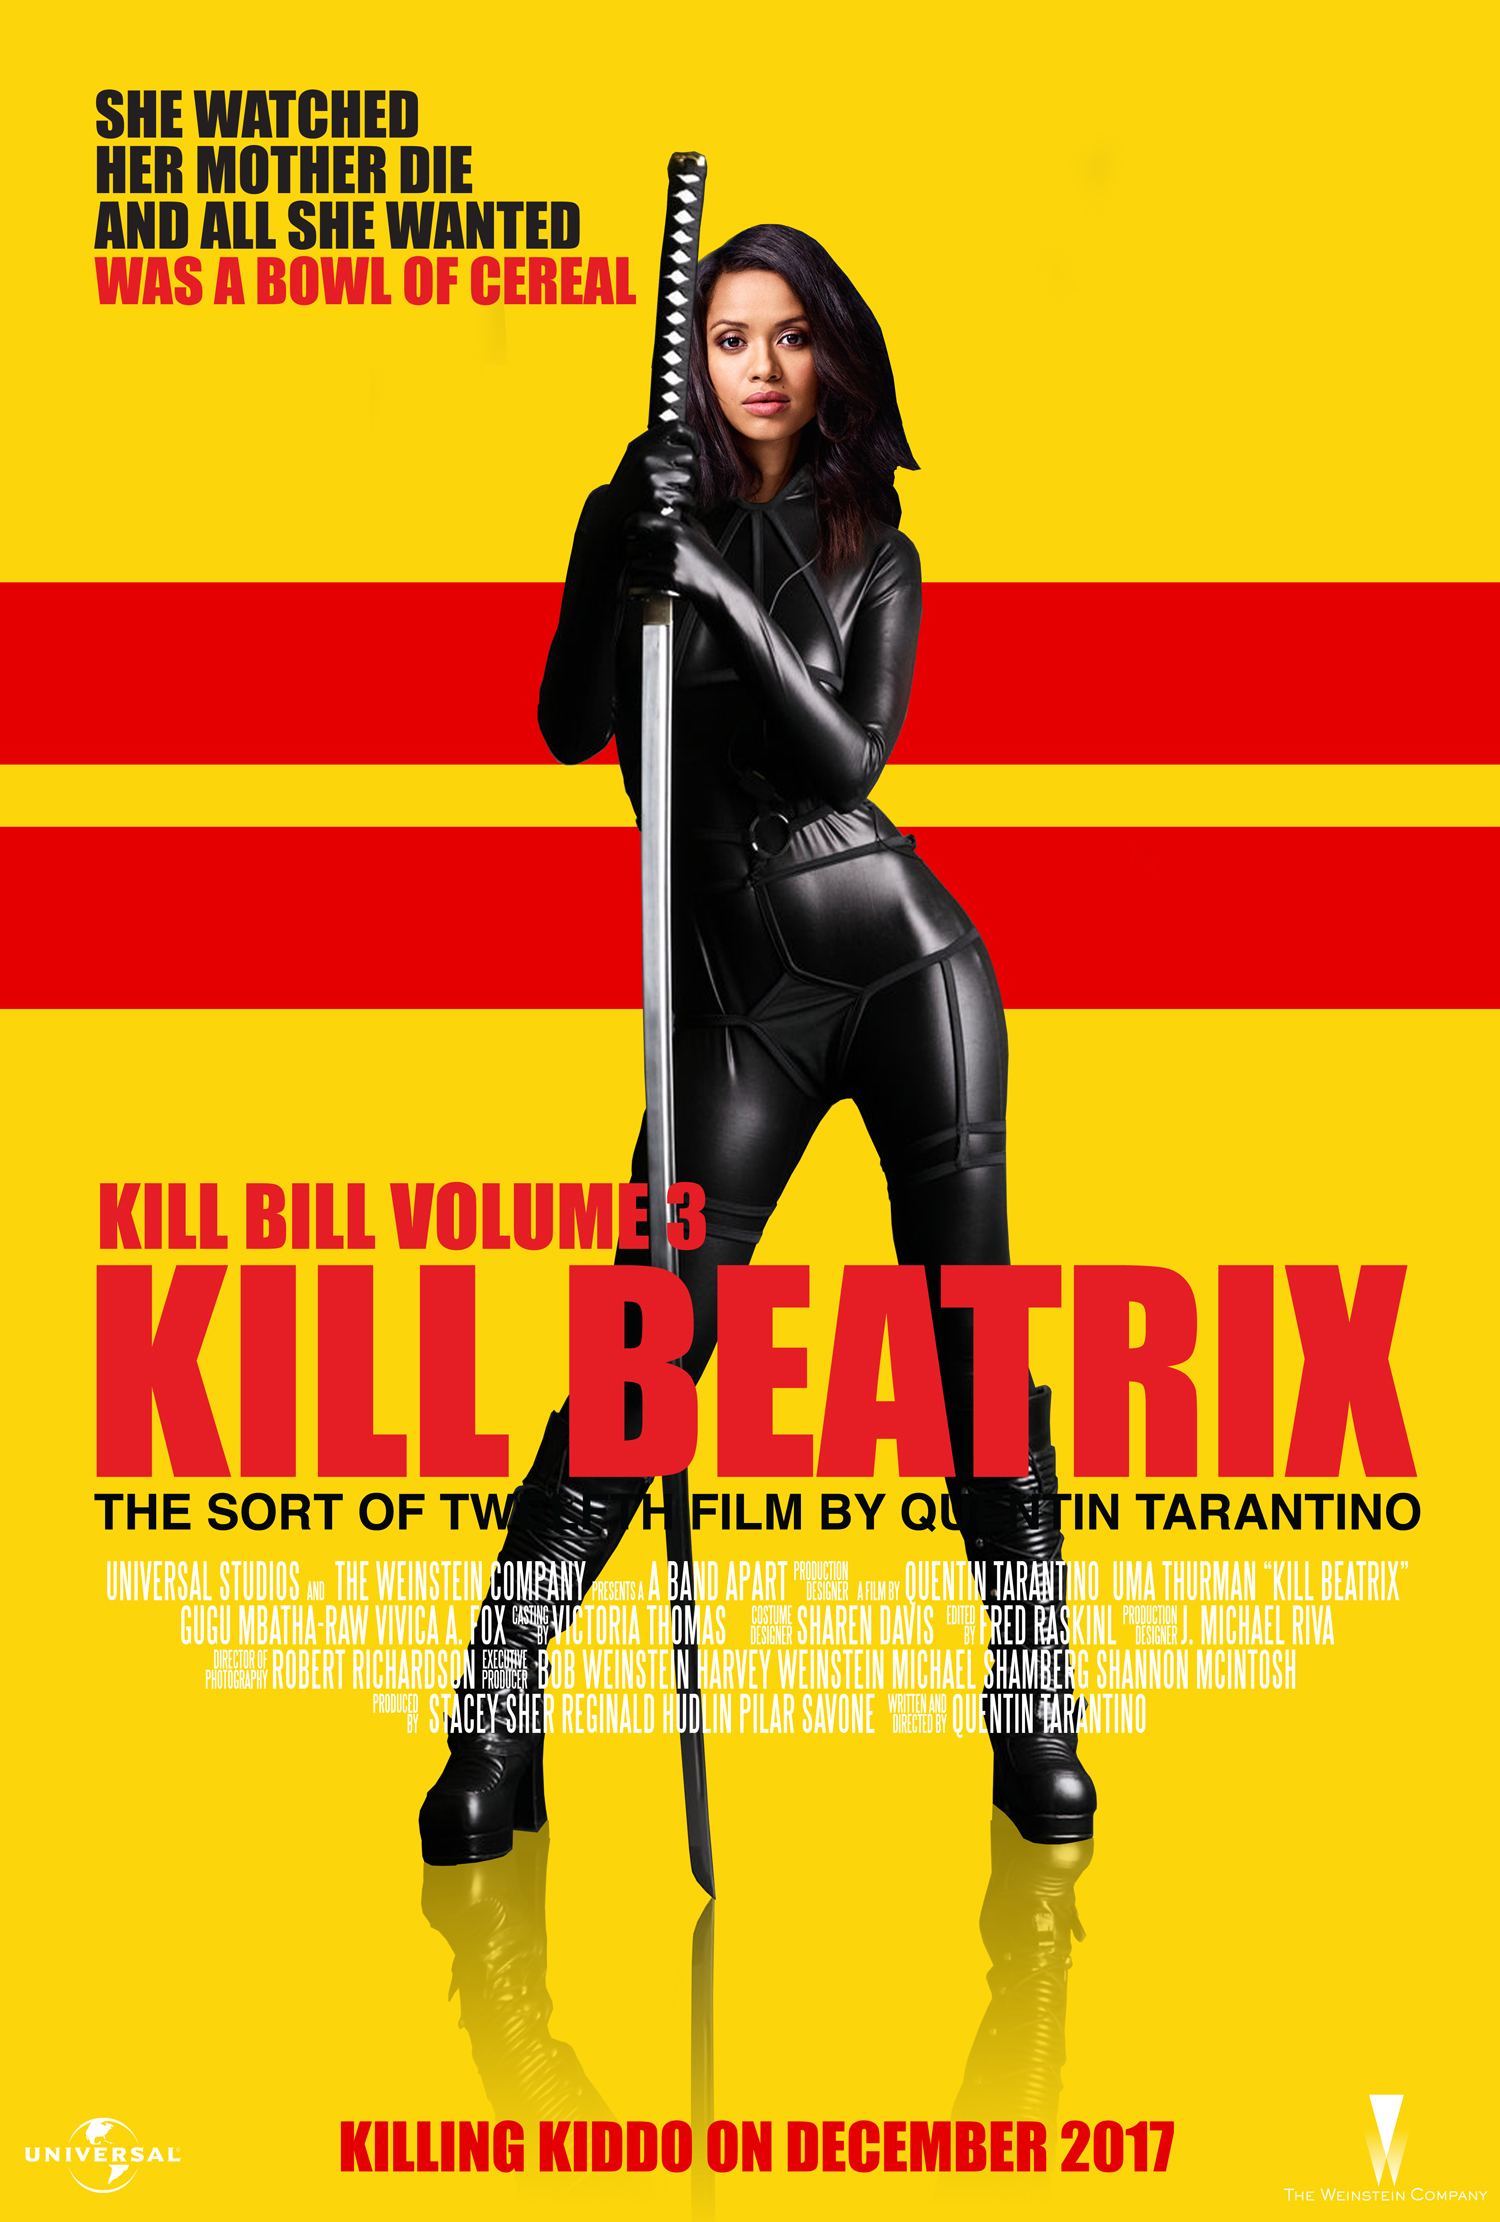 SHE WATCHED
HER MOTHER DIE
AND ALL SHE WANTED
WAS A BOWL OF CEREAL
KILL BILL VOLUME 3
KILL BEATRIX
THE SORT OF TWELFTH FILM BY QUENTIN TARANTINO
UNIVERSAL STUDIOS AND THE WEINSTEIN COMPANY PRESENTS A A BAND APART PRODUCTION DESIGNER A FILM BY QUENTIN TARANTINO UMA THURMAN “KILL BEATRIX”
GUGU MBATHA-RAW VIVICA A. FOX CASTING BY VICTORIA THOMAS COSTUME DESIGNER SHAREN DAVIS EDITED BY FRED RASKINL PRODUCTION DESIGNER J. MICHAEL RIVA
DIRECTOR OF PHOTOGRAPHY ROBERT RICHARDSON EXECUTIVE PRODUCER BOB WEINSTEIN HARVEY WEINSTEIN MICHAEL SHAMBERG SHANNON MCINTOSH
PRODUCED BY STACEY SHER REGINALD HUDLIN PILAR SAVONE WRITTEN AND DIRECTED BY QUENTIN TARANTINO
KILLING KIDDO ON DECEMBER 2017
UNIVERSAL
THE WEINSTEIN COMPANY